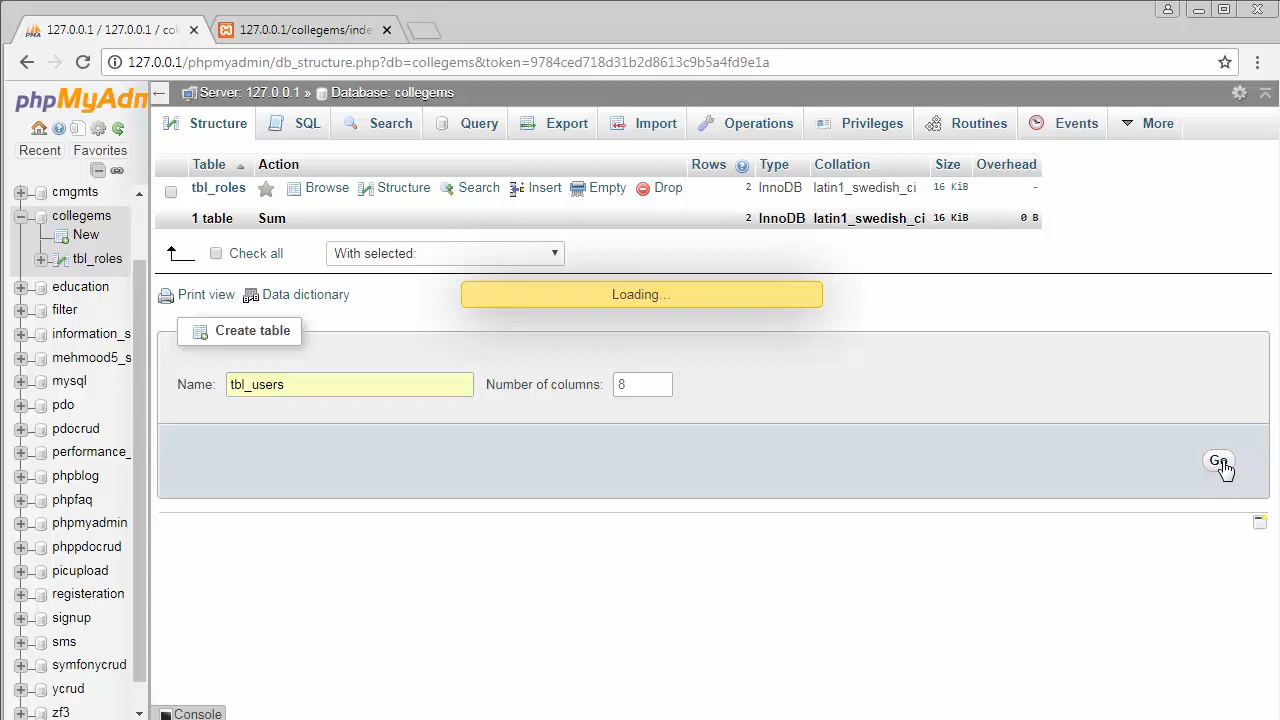 127.0.0.1 / 127.0.0.1 / col
127.0.0.1/collegems/inde
127.0.0.1/phpmyadmin/db_structure.php?db=collegems&token=9784ced718d31b2d8613c9b5a4fd9e1a
phpMyAdm
Server: 127.0.0.1 » Database: collegems
Structure SQL Search Query Export Import Operations Privileges Routines Events More
Recent Favorites
cmgmts
collegems
New
tbl_roles
education
filter
information_s
mehmood5_s
mysql
pdo
pdocrud
performance_
phpblog
phpfaq
phpmyadmin
phppdocrud
picupload
registeration
signup
sms
symfonycrud
ycrud
zf3
Table Action Rows Type Collation Size Overhead
tbl_roles Browse Structure Search Insert Empty Drop 2 InnoDB latin1_swedish_ci 16 KiB -
1 table Sum 2 InnoDB latin1_swedish_ci 16 KiB 0 B
Check all With selected:
Print view Data dictionary
Loading...
Create table
Name: tbl_users Number of columns: 8
Go
Console